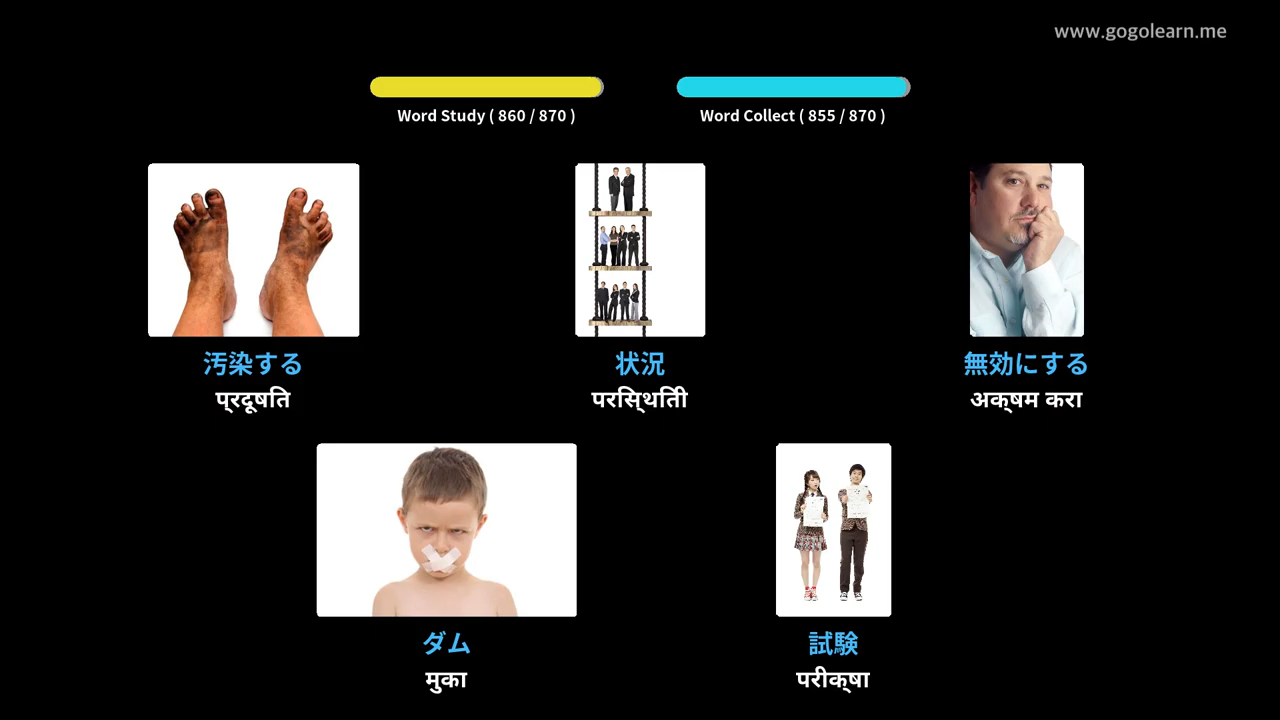 www.gogolearn.me
Word Study ( 860 / 870 )
Word Collect ( 855 / 870 )
汚染する
状況
無効にする
प्रदूषित
परिस्थिती
अक्षम करा
ダム
試験
मुका
परीक्षा